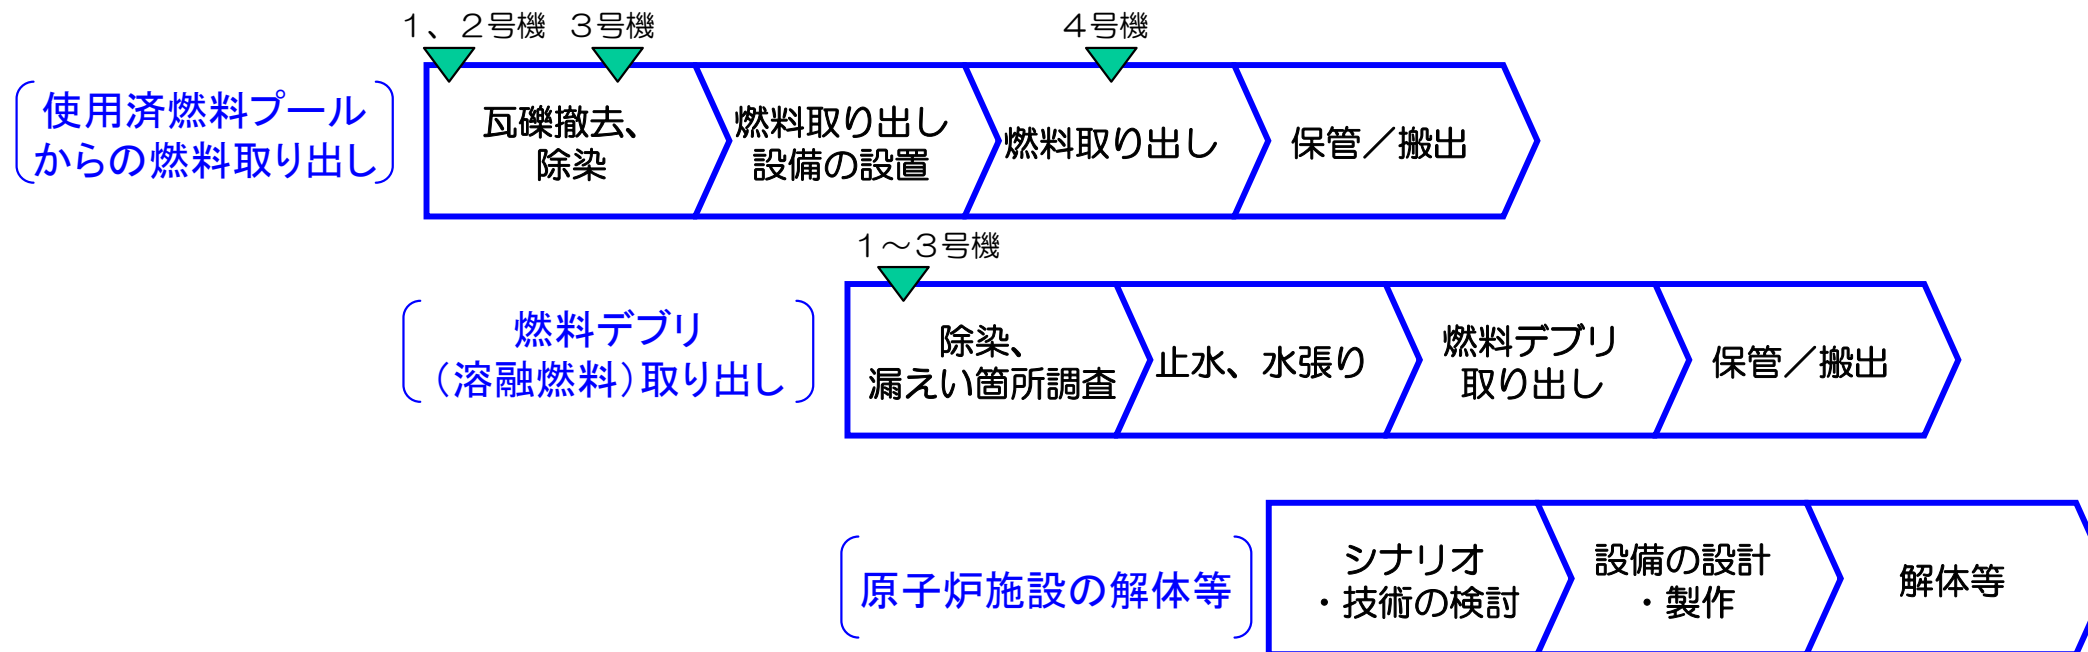 1、2号機 3号機 4号機
使用済燃料プール
からの燃料取り出し
瓦礫撤去、
除染
燃料取り出し
設備の設置
燃料取り出し
保管／搬出
1～3号機
燃料デブリ
（溶融燃料）取り出し
除染、
漏えい箇所調査
止水、水張り
燃料デブリ
取り出し
保管／搬出
原子炉施設の解体等
シナリオ
・技術の検討
設備の設計
・製作
解体等